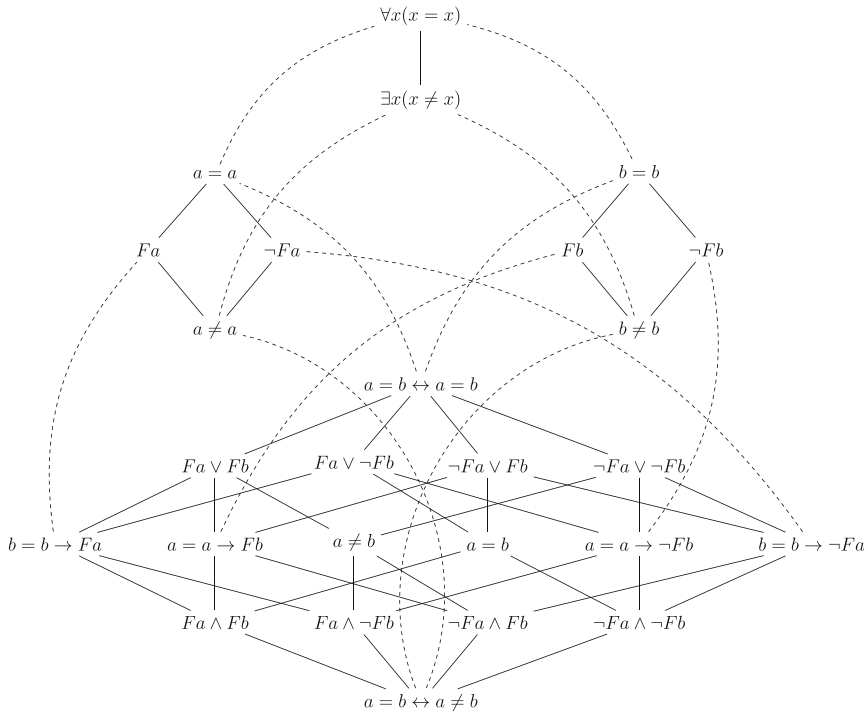 ∀x(x = x)
∃x(x ≠ x)
a = a b = b
Fa ¬Fa Fb ¬Fb
a ≠ a b ≠ b
a = b ↔ a = b
Fa ∨ Fb Fa ∨ ¬Fb ¬Fa ∨ Fb ¬Fa ∨ ¬Fb
b = b → Fa a = a → Fb a ≠ b a = b a = a → ¬Fb b = b → ¬Fa
Fa ∧ Fb Fa ∧ ¬Fb ¬Fa ∧ Fb ¬Fa ∧ ¬Fb
a = b ↔ a ≠ b